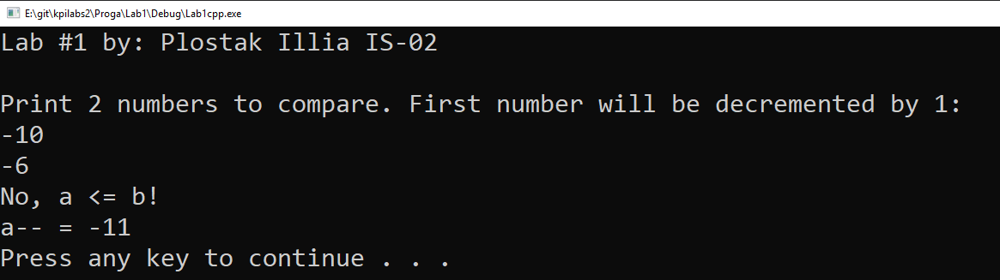 E:\git\kpilabs2\Proga\Lab1\Debug\Lab1cpp.exe
Lab #1 by: Plostak Illia IS-02
Print 2 numbers to compare. First number will be decremented by 1:
-10
-6
No, a <= b!
a-- = -11
Press any key to continue . . .